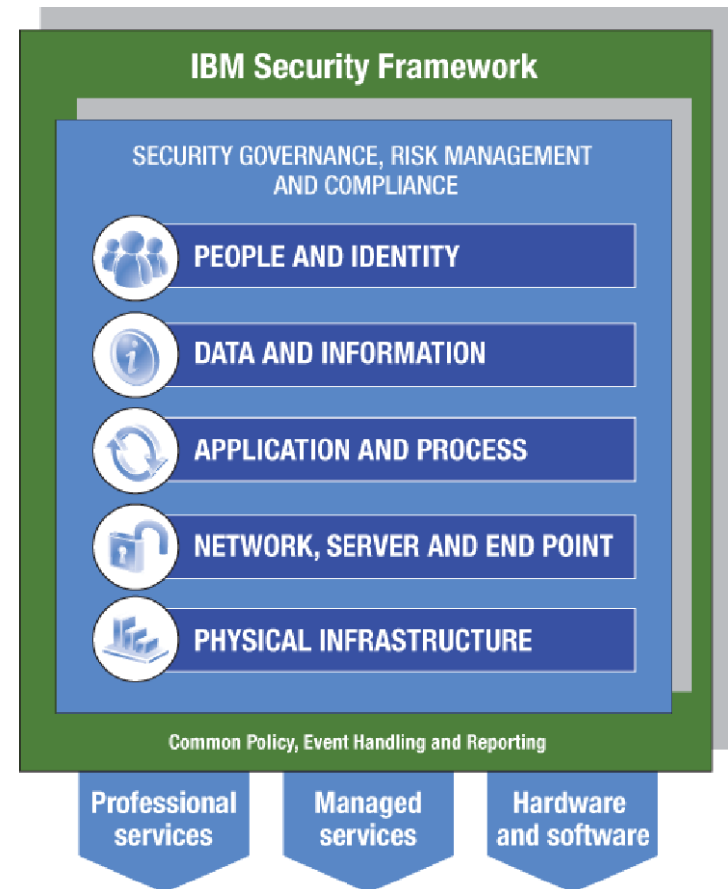 IBM Security Framework
SECURITY GOVERNANCE, RISK MANAGEMENT
AND COMPLIANCE
PEOPLE AND IDENTITY
DATA AND INFORMATION
APPLICATION AND PROCESS
NETWORK, SERVER AND END POINT
PHYSICAL INFRASTRUCTURE
Common Policy, Event Handling and Reporting
Professional
services
Managed
services
Hardware
and software